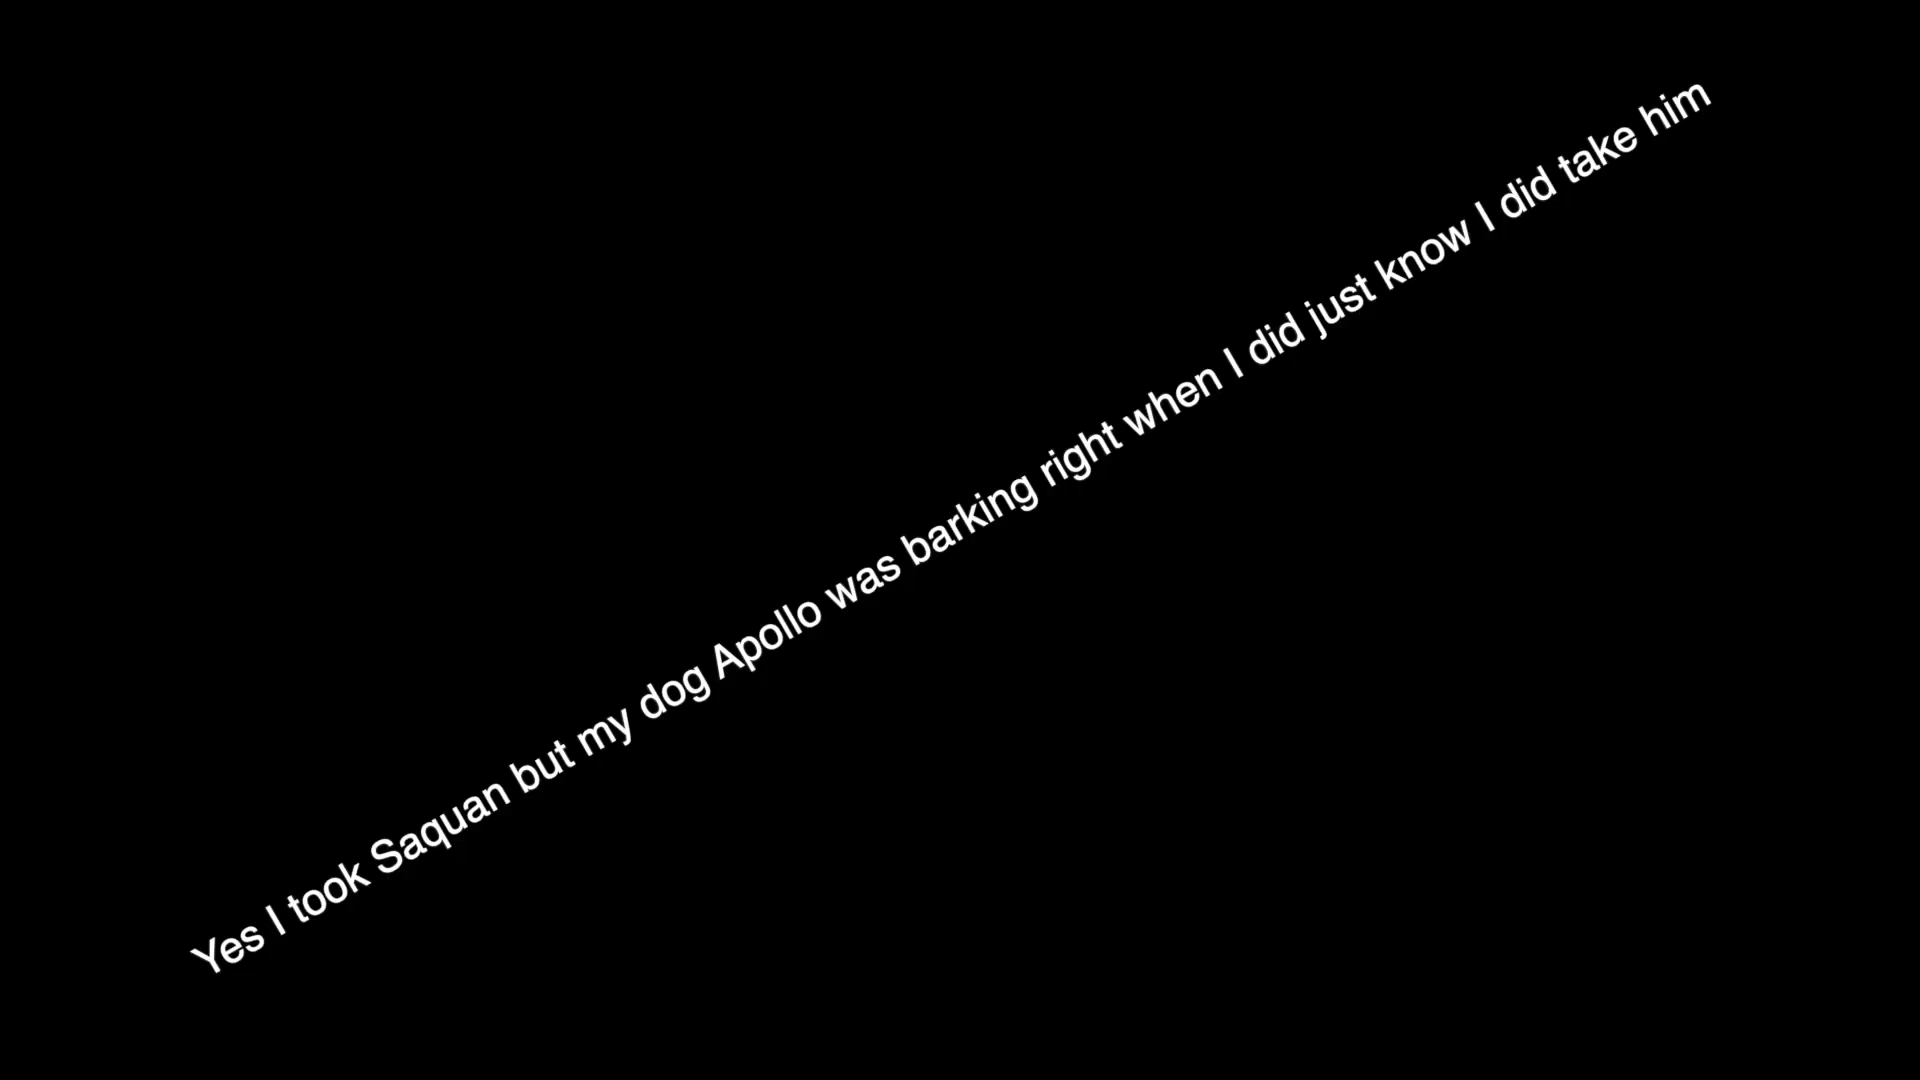 Yes I took Saquan but my dog Apollo was barking right when I did just know I did take him